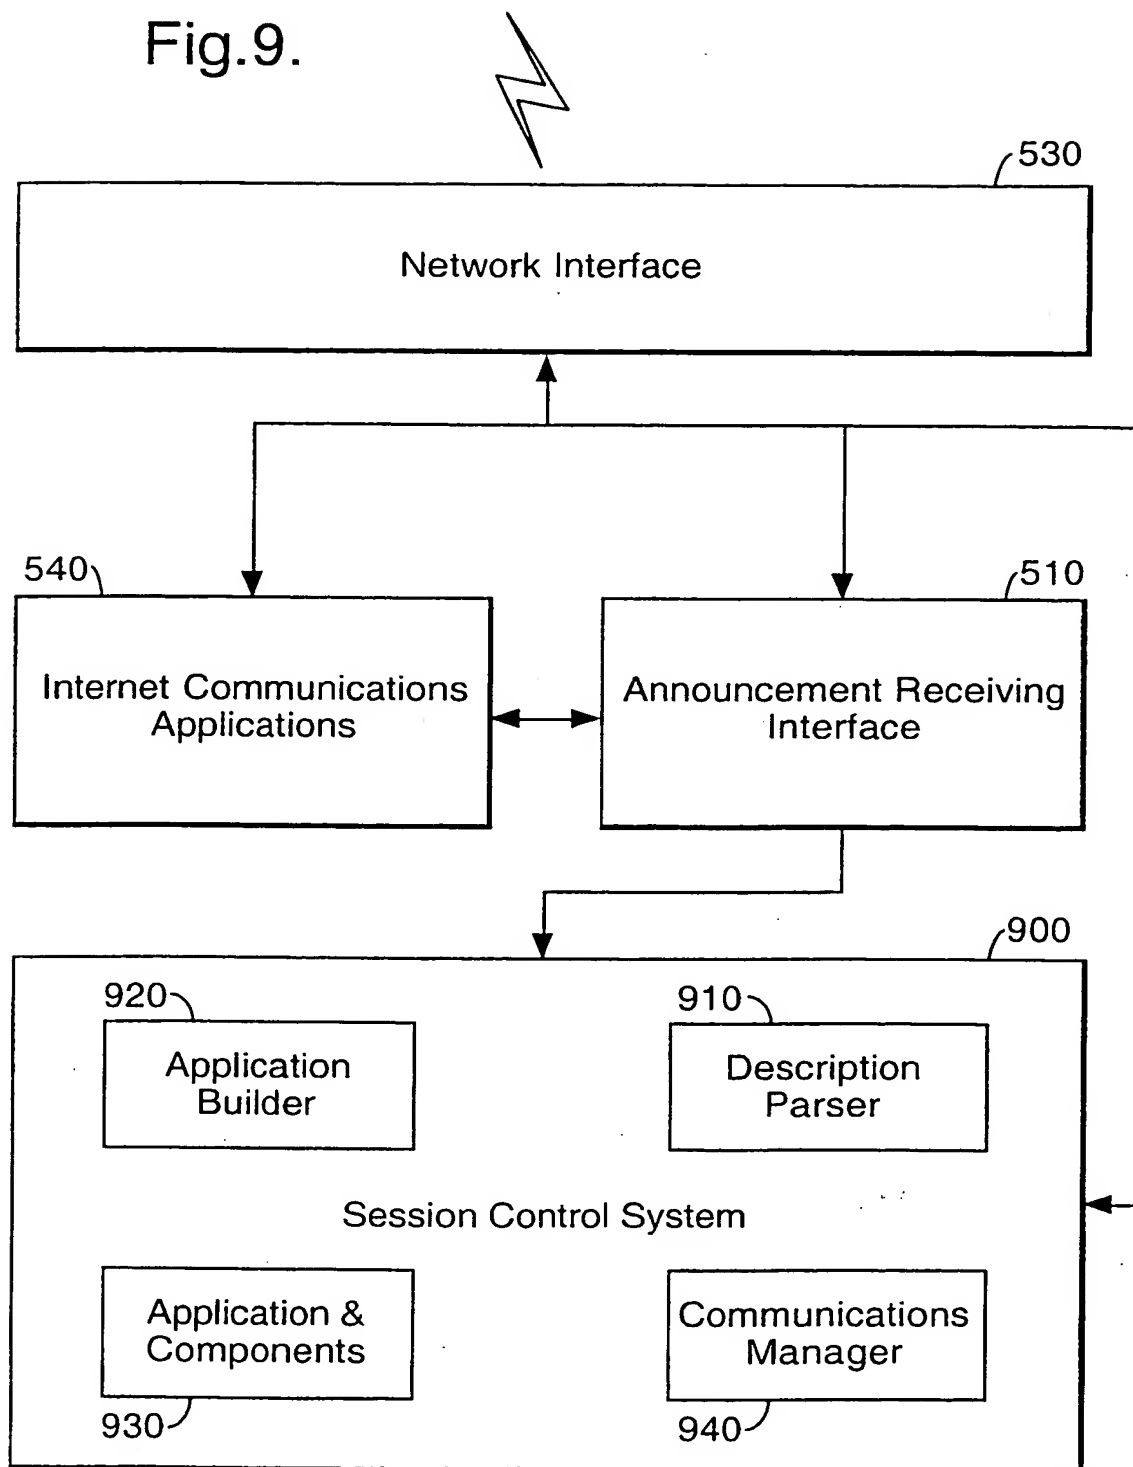 Fig.9.
530
Network Interface
540
510
Internet Communications
Applications
Announcement Receiving
Interface
900
920
910
Application
Builder
Description
Parser
Session Control System
Application &
Components
Communications
Manager
930
940